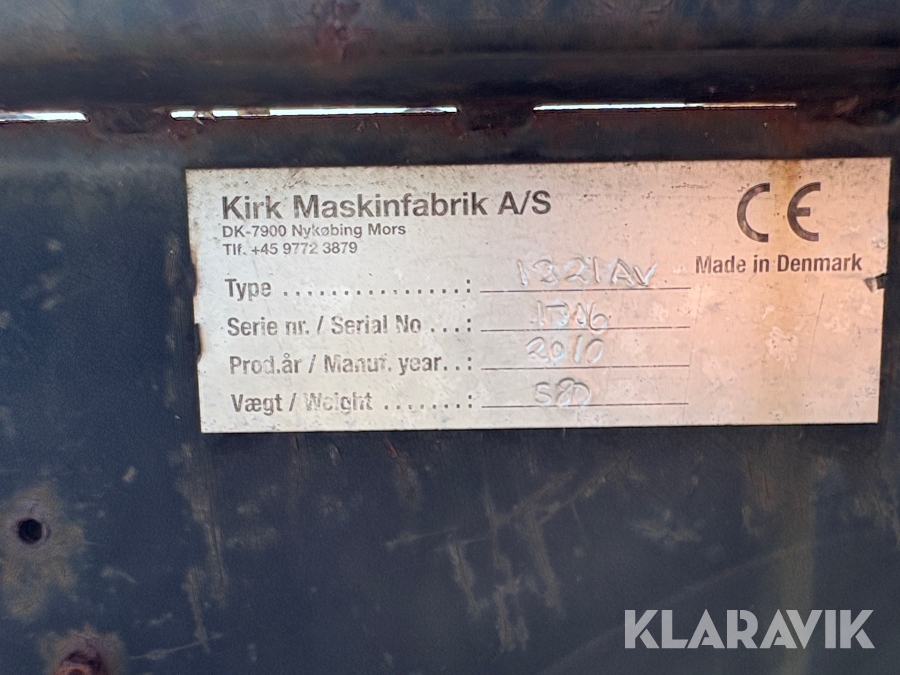 Kirk Maskinfabrik A/S
DK-7900 Nykøbing Mors
Tlf. +45 9772 3879
CE
Made in Denmark
Type ...............: 1321AV
Serie nr. / Serial No ...:
Prod.år / Manuf. year..: 2010
Vægt / Weight .......: 580
KLARAVIK